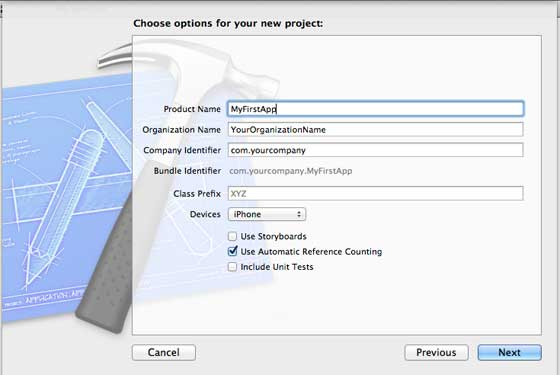 Choose options for your new project:
Product Name MyFirstApp
Organization Name YourOrganizationName
Company Identifier com.yourcompany
Bundle Identifier com.yourcompany.MyFirstApp
Class Prefix XYZ
Devices iPhone
Use Storyboards
Use Automatic Reference Counting
Include Unit Tests
Cancel Previous Next